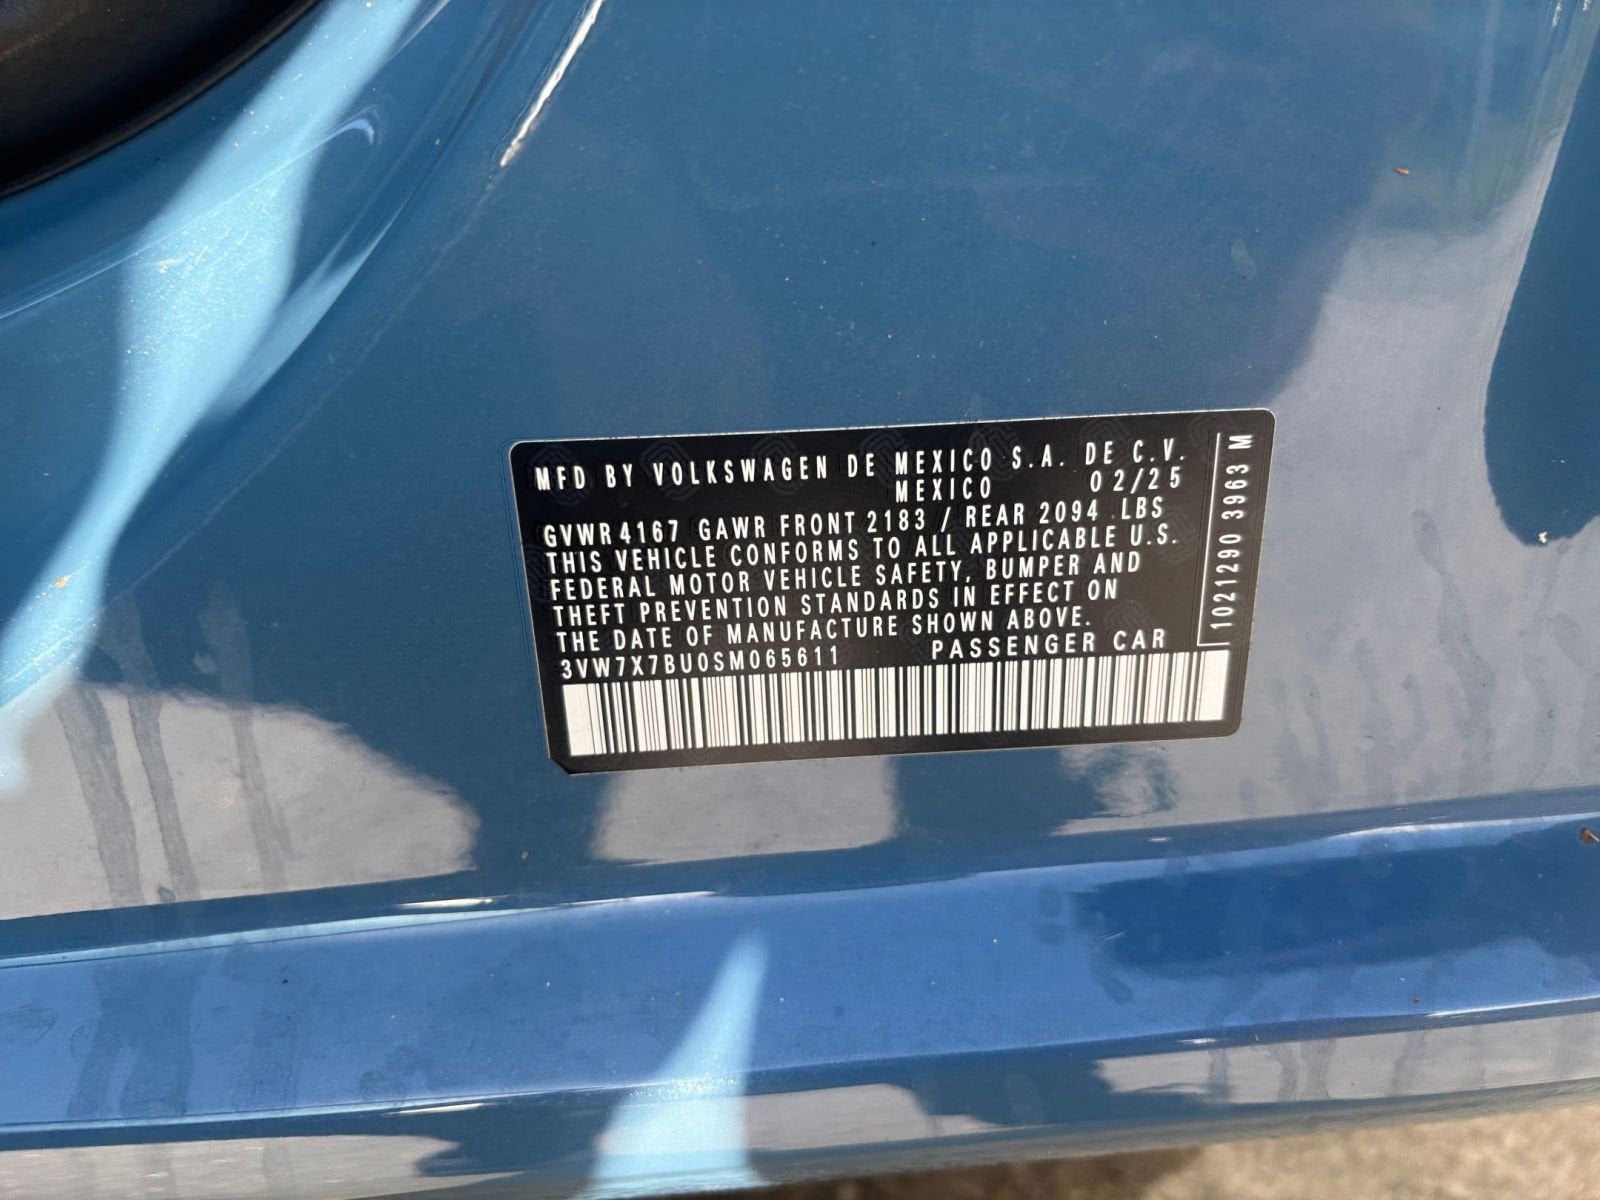 MFD BY VOLKSWAGEN DE MEXICO S.A. DE C.V.
MEXICO 02/25
GVWR 4167 GAWR FRONT 2183 / REAR 2094 LBS
THIS VEHICLE CONFORMS TO ALL APPLICABLE U.S.
FEDERAL MOTOR VEHICLE SAFETY, BUMPER AND
THEFT PREVENTION STANDARDS IN EFFECT ON
THE DATE OF MANUFACTURE SHOWN ABOVE.
3VW7X7BU0SM065611 PASSENGER CAR
1021290 3963 M